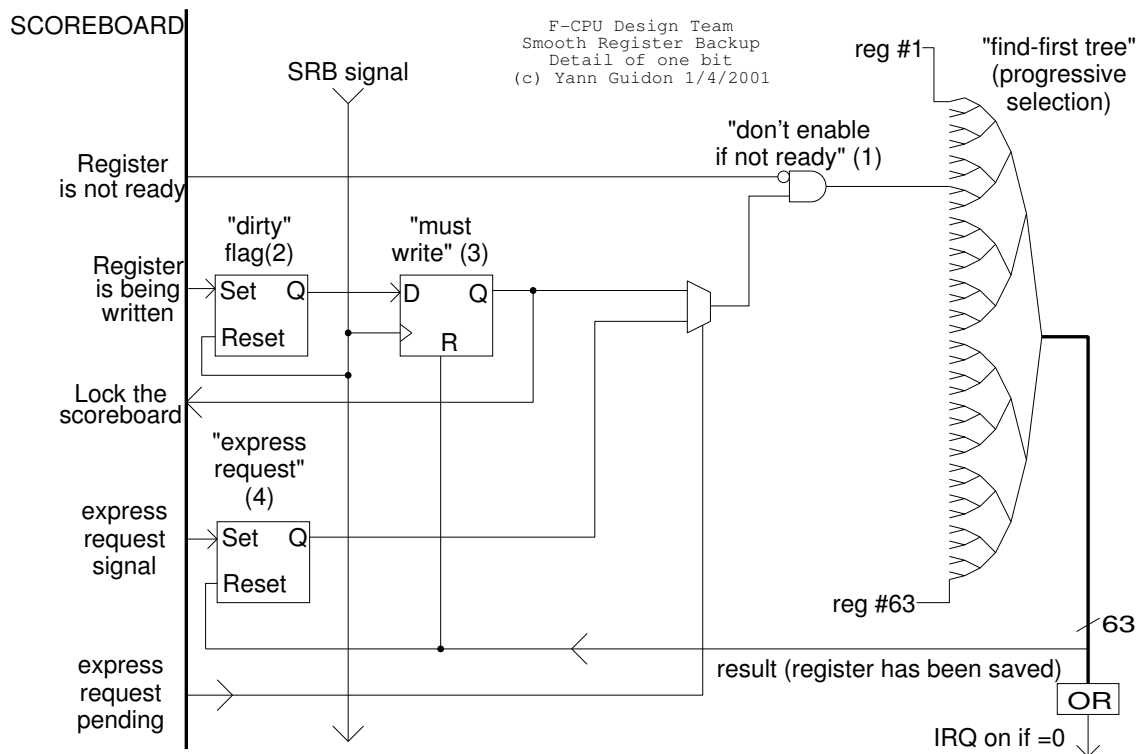 SCOREBOARD
F-CPU Design Team
Smooth Register Backup
Detail of one bit
(c) Yann Guidon 1/4/2001
SRB signal
reg #1
"find-first tree"
(progressive
selection)
"don't enable
if not ready" (1)
Register
is not ready
"dirty"
flag(2)
"must
write" (3)
Register
is being
written
Set Q
Reset
D Q
R
Lock the
scoreboard
"express
request"
(4)
express
request
signal
Set Q
Reset
reg #63
63
result (register has been saved)
express
request
pending
OR
IRQ on if =0